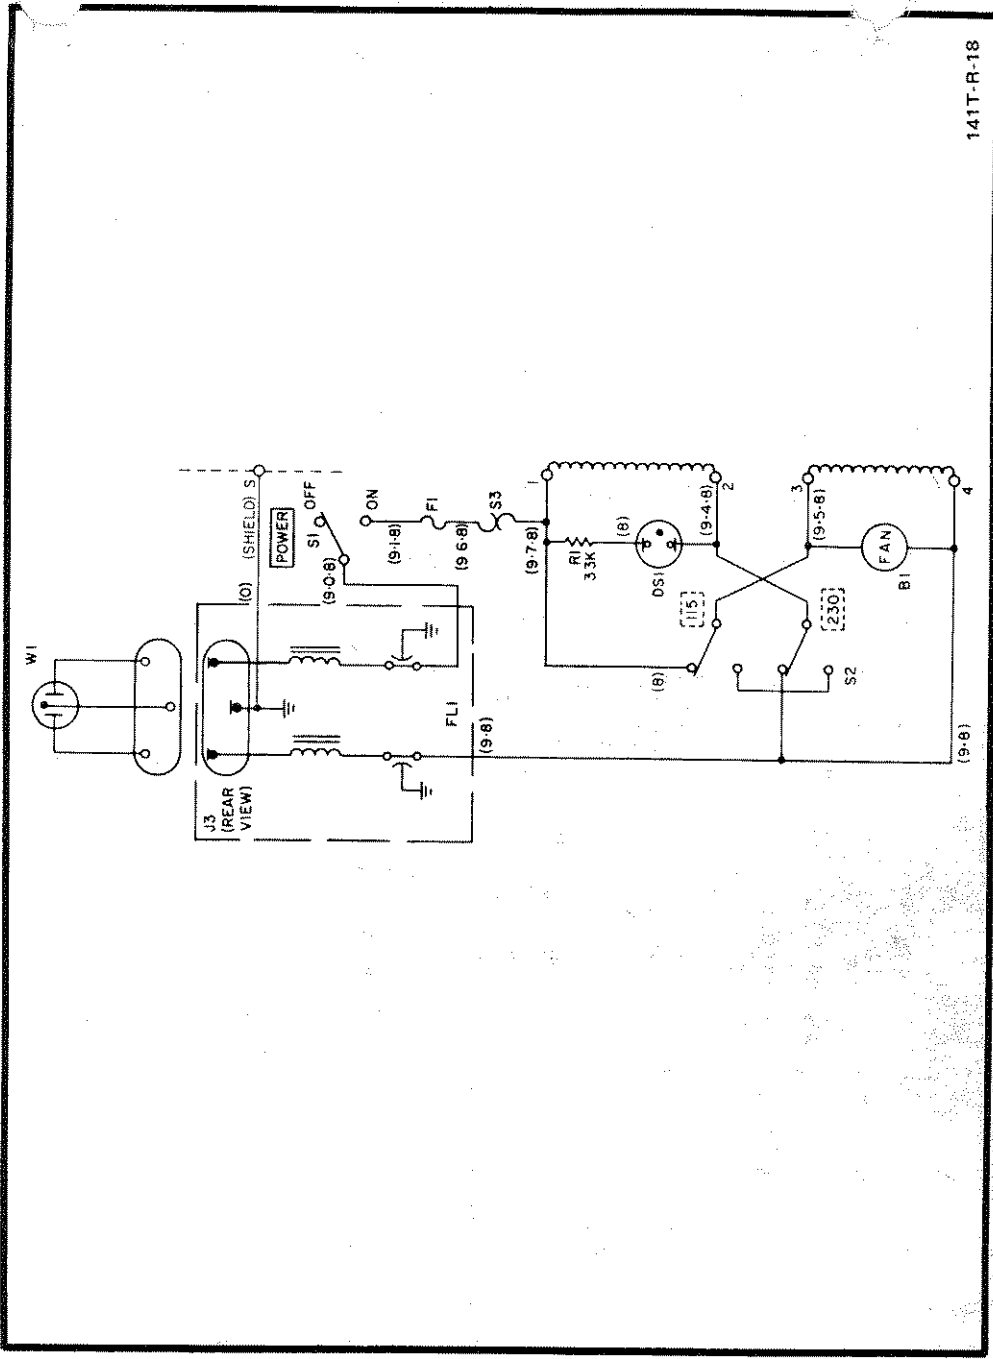 141T-R-18
W1
J3
(REAR
VIEW)
(0)
(SHIELD) S
POWER
S1
OFF
ON
(9·0·8)
(9·1·8)
F1
(9 6·8)
S3
FL1
(9·8)
(9·7·8)
1
R1
33K
(8)
DS1
(9·4·8)
2
(8)
115
230
S2
3
(9·5·8)
FAN
B1
4
(9·8)